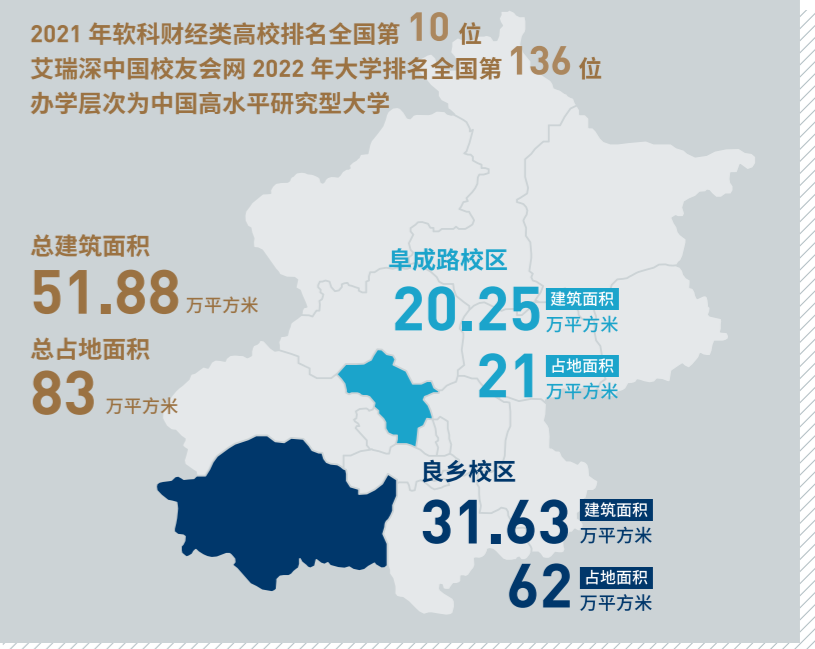 2021 年软科财经类高校排名全国第 10 位
艾瑞深中国校友会网 2022 年大学排名全国第 136 位
办学层次为中国高水平研究型大学
总建筑面积
51.88 万平方米
总占地面积
83 万平方米
阜成路校区
20.25 建筑面积
万平方米
21 占地面积
万平方米
良乡校区
31.63 建筑面积
万平方米
62 占地面积
万平方米